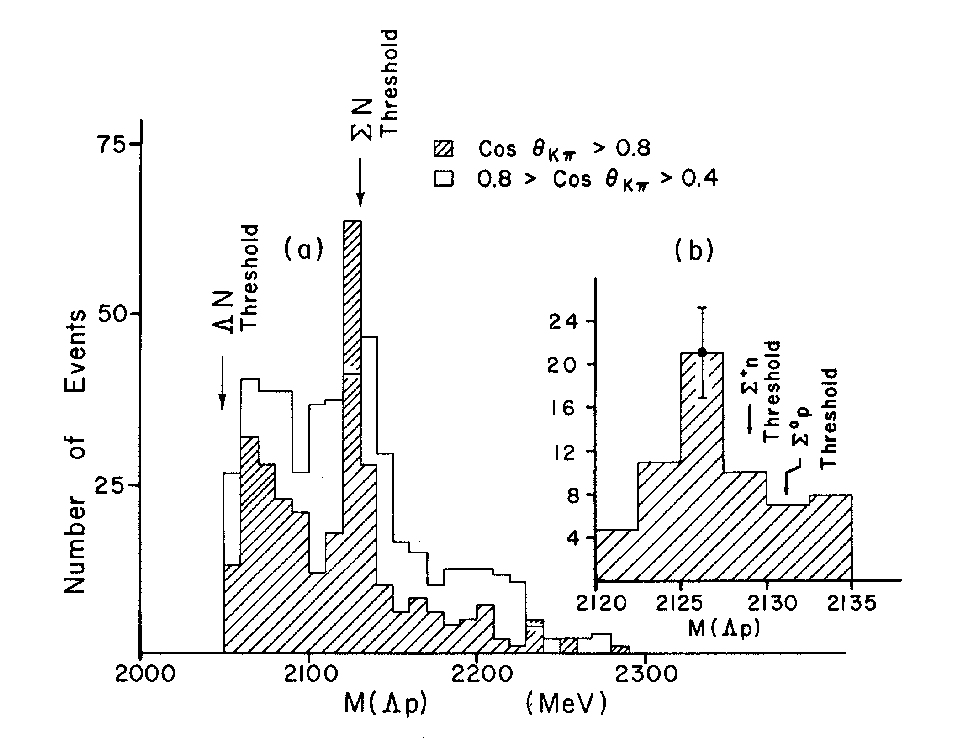 ΣN
Threshold
Cos θKπ > 0.8
0.8 > Cos θKπ > 0.4
75
ΛN
Threshold
(a)
(b)
50
25
Number of Events
24
20
16
12
8
4
Σ⁺n
Threshold
Σ⁰p
Threshold
2120 2125 2130 2135
M(Λp)
2000 2100 2200 2300
M(Λp) (MeV)